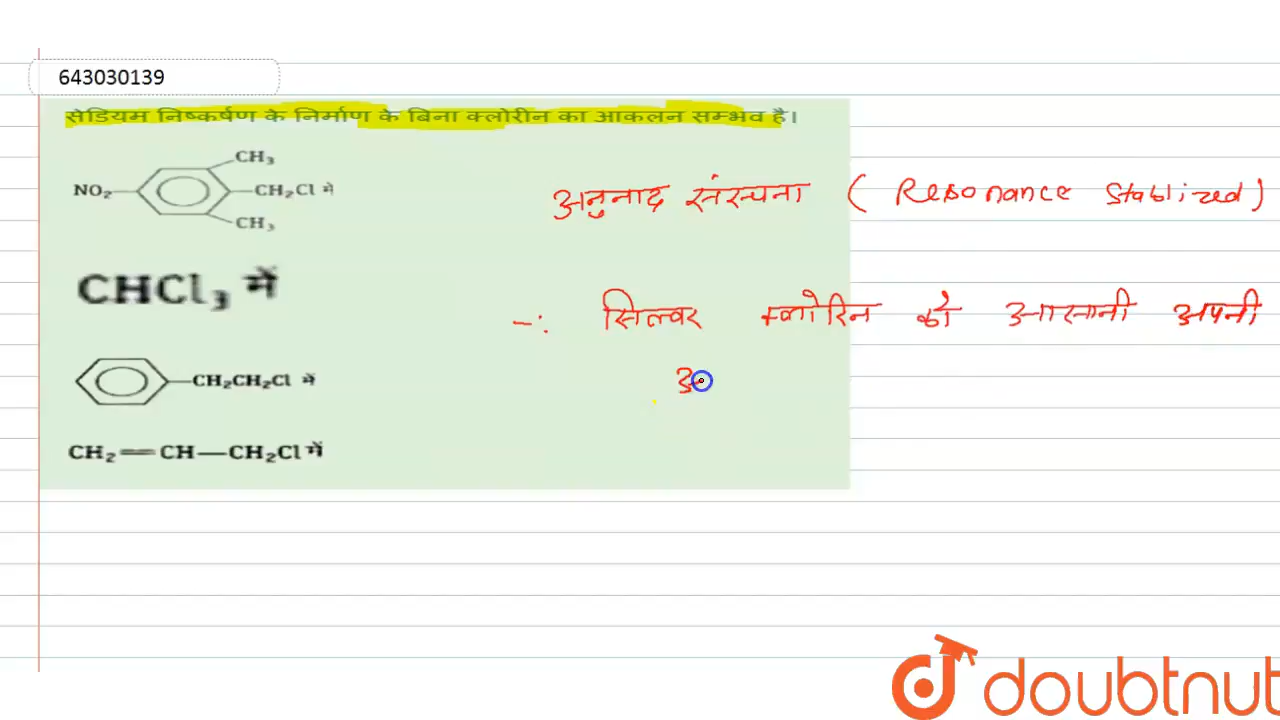 643030139
सेडियम निष्कर्षण के निर्माण के बिना क्लोरीन का आकलन सम्भव है।
CH₃
NO₂ CH₂Cl में
CH₃
अनुनाद संरचना ( Resonance Stablized)
CHCl₃ में
-: सिल्वर क्लोरिन को आसानी अपनी
CH₂CH₂Cl में
CH₂=CH—CH₂Cl में
doubtnut